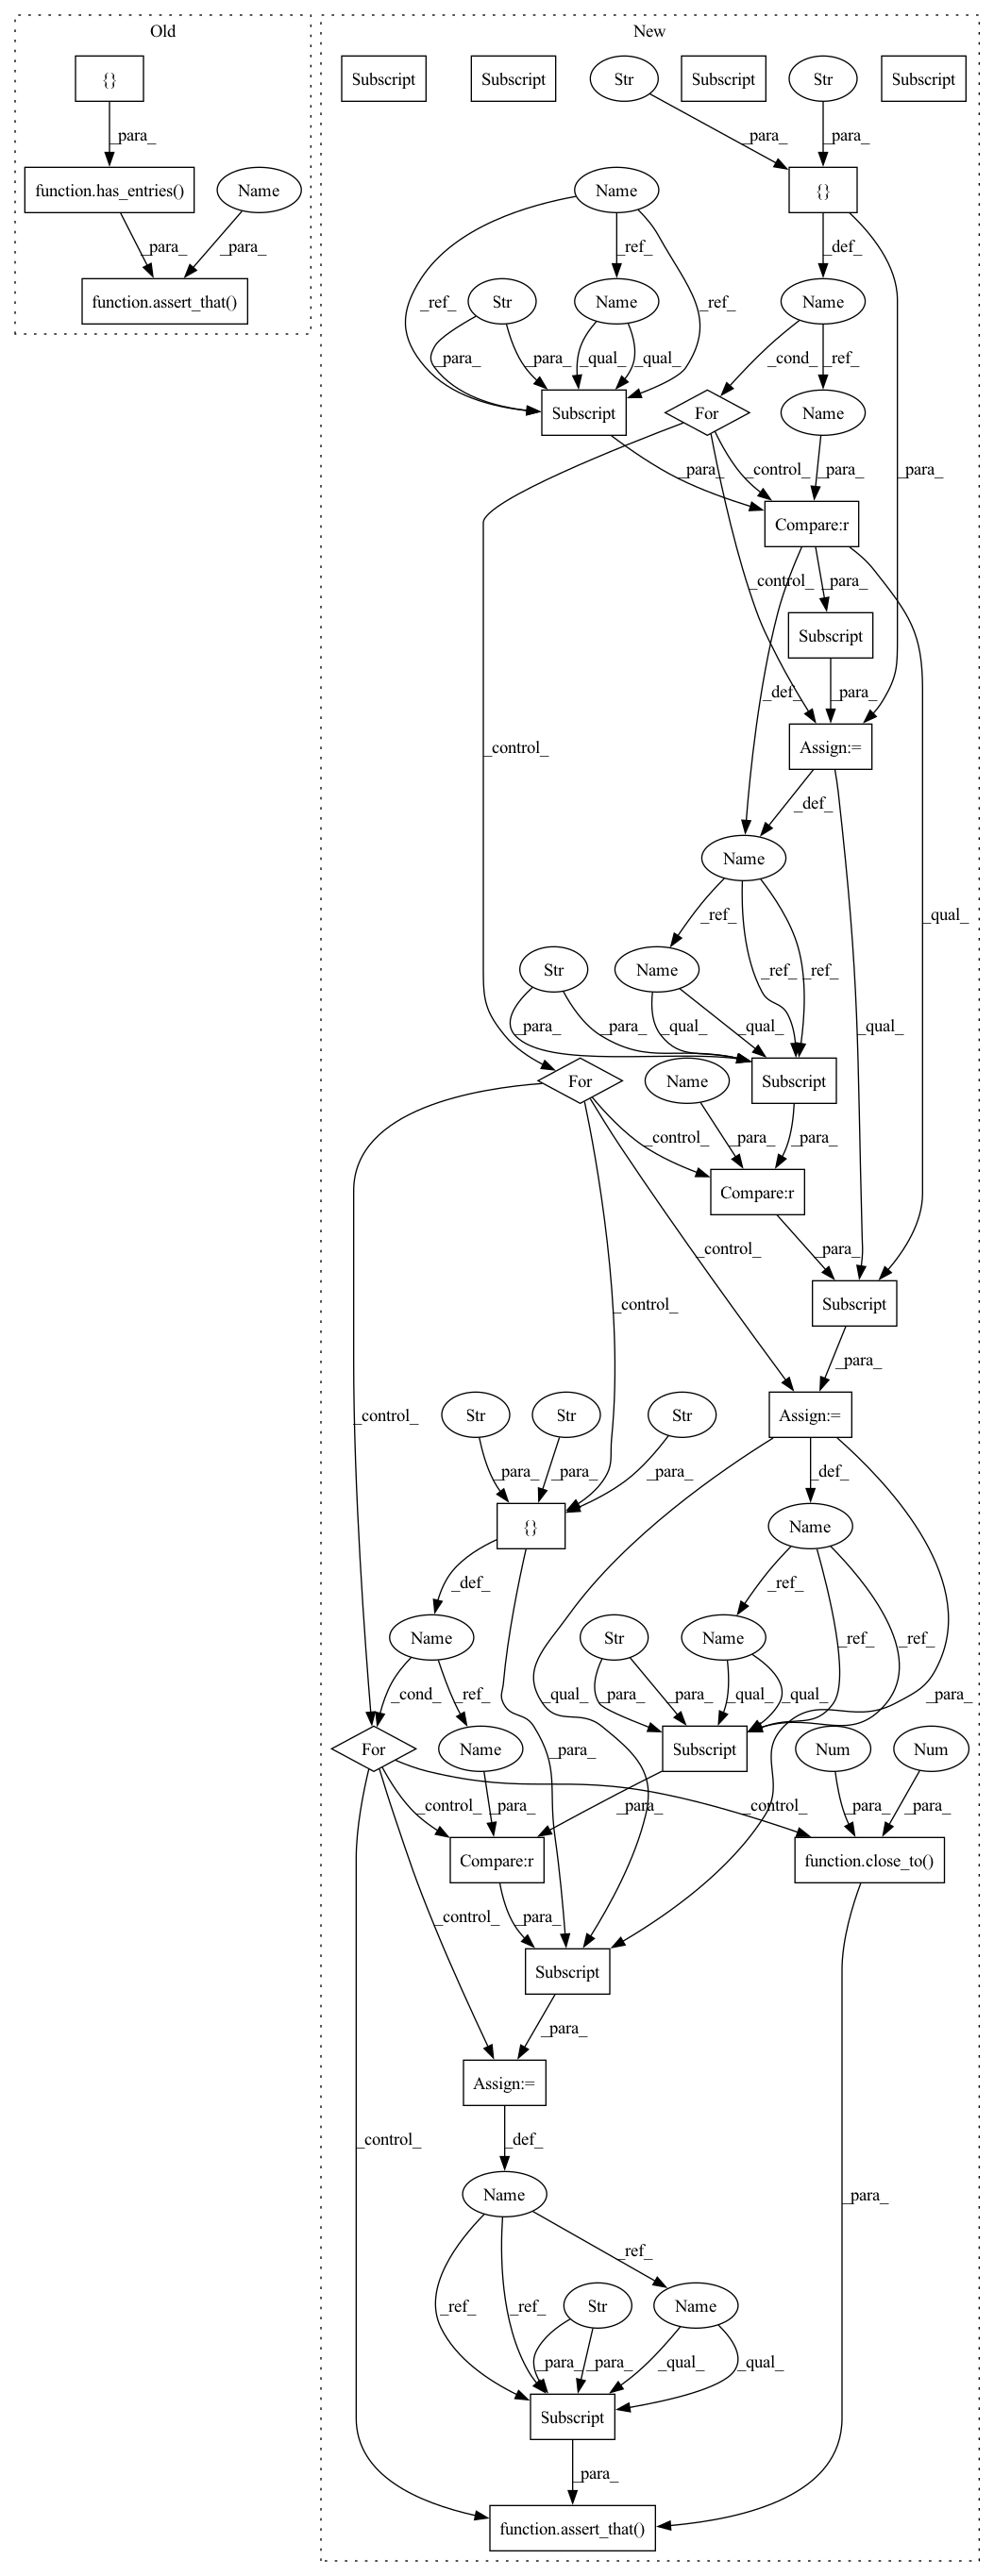 Old
New
{}
Subscript
Subscript
Str
Subscript
Str
Subscript
_para_
_para_
_para_
function.has_entries()
Name
Name
{}
_para_
_para_
_ref_
_def_
function.assert_that()
_ref_
Str
Name
_ref_
Name
_para_
_para_
_qual_
_qual_
_cond_
_ref_
Subscript
For
Name
_para_
_control_
_para_
_para_
Compare:r
_control_
_para_
Subscript
_def_
_para_
_control_
Assign:=
_def_
Name
_ref_
_qual_
Str
Name
_ref_
_ref_
_qual_
_para_
_para_
_qual_
_qual_
For
Name
Subscript
_control_
_para_
_para_
Compare:r
_control_
_para_
_control_
Subscript
_para_
_control_
Str
Str
Str
Assign:=
_para_
_para_
_para_
_def_
{}
Name
_def_
_ref_
Name
Str
Name
_ref_
_ref_
_cond_
_ref_
_qual_
_para_
_para_
_qual_
_qual_
_para_
For
Name
_para_
Subscript
Num
Num
_control_
_para_
_para_
_control_
_para_
_para_
Compare:r
function.close_to()
_control_
_para_
Subscript
_para_
Assign:=
_control_
_def_
Name
_para_
_ref_
_ref_
_ref_
Str
Name
_para_
_para_
_qual_
_qual_
Subscript
_para_
function.assert_that()